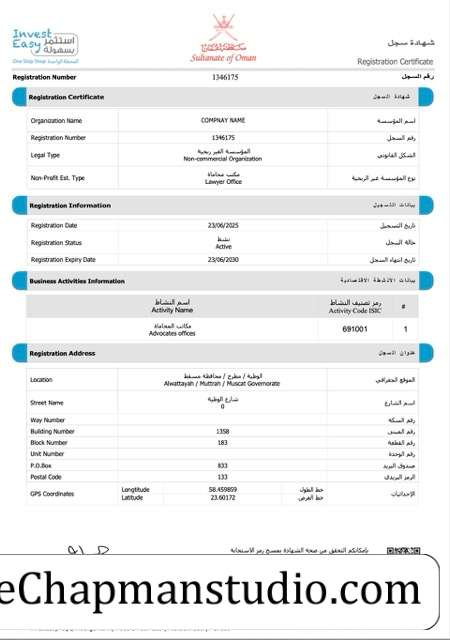 Invest
Easy
استثمر
بسهولة
One Stop Shop المحطة الواحدة
سلطنة عُمان
Sultanate of Oman
شهادة سجل
Registration Certificate
Registration Number 1346175 رقم السجل
Registration Certificate شهادة السجل
Organization Name COMPNAY NAME اسم المؤسسة
Registration Number 1346175 رقم السجل
Legal Type المؤسسة الغير ربحية الشكل القانوني
Non-commercial Organization
Non-Profit Est. Type مكتب محاماة نوع المؤسسة غير الربحية
Lawyer Office
Registration Information بيانات التسجيل
Registration Date 23/06/2025 تاريخ التسجيل
Registration Status نشط حالة السجل
Active
Registration Expiry Date 23/06/2030 تاريخ انتهاء السجل
Business Activities Information بيانات الأنشطة الاقتصادية
اسم النشاط رمز تصنيف النشاط #
Activity Name Activity Code ISIC
مكاتب المحاماة 691001 1
Advocates offices
Registration Address عنوان السجل
Location الوطية / مطرح / محافظة مسقط الموقع الجغرافي
Alwattayah / Muttrah / Muscat Governorate
Street Name شارع الوطية اسم الشارع
0
Way Number رقم السكة
Building Number 1358 رقم المبنى
Block Number 183 رقم القطعة
Unit Number رقم الوحدة
P.O.Box 833 صندوق البريد
Postal Code 133 الرمز البريدي
GPS Coordinates Longtitude 58.459859 خط الطول الإحداثيات
Latitude 23.60172 خط العرض
بإمكانكم التحقق من صحة الشهادة بمسح رمز الاستجابة
eChapmanstudio.com